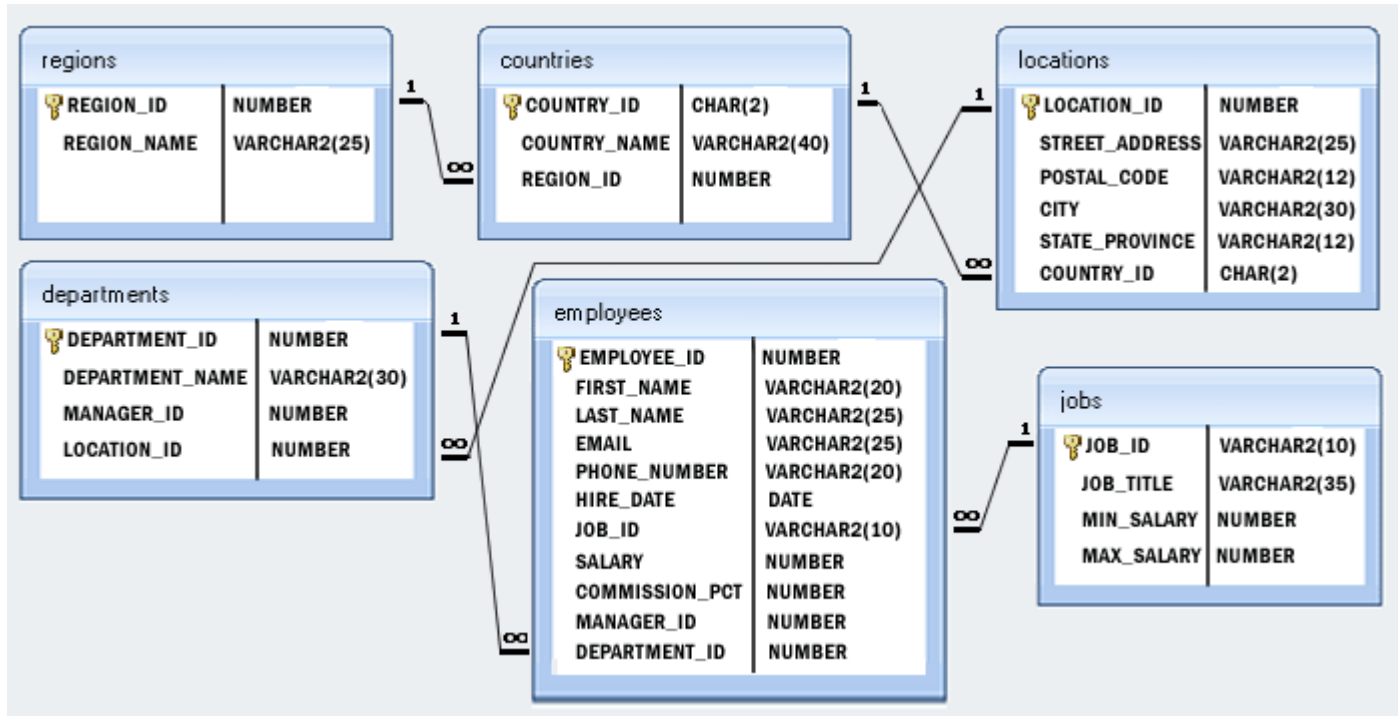 regions
REGION_ID NUMBER
REGION_NAME VARCHAR2(25)
1
∞
countries
COUNTRY_ID CHAR(2)
COUNTRY_NAME VARCHAR2(40)
REGION_ID NUMBER
1
∞
locations
LOCATION_ID NUMBER
STREET_ADDRESS VARCHAR2(25)
POSTAL_CODE VARCHAR2(12)
CITY VARCHAR2(30)
STATE_PROVINCE VARCHAR2(12)
COUNTRY_ID CHAR(2)
1
∞
departments
DEPARTMENT_ID NUMBER
DEPARTMENT_NAME VARCHAR2(30)
MANAGER_ID NUMBER
LOCATION_ID NUMBER
1
∞
employees
EMPLOYEE_ID NUMBER
FIRST_NAME VARCHAR2(20)
LAST_NAME VARCHAR2(25)
EMAIL VARCHAR2(25)
PHONE_NUMBER VARCHAR2(20)
HIRE_DATE DATE
JOB_ID VARCHAR2(10)
SALARY NUMBER
COMMISSION_PCT NUMBER
MANAGER_ID NUMBER
DEPARTMENT_ID NUMBER
∞
1
jobs
JOB_ID VARCHAR2(10)
JOB_TITLE VARCHAR2(35)
MIN_SALARY NUMBER
MAX_SALARY NUMBER